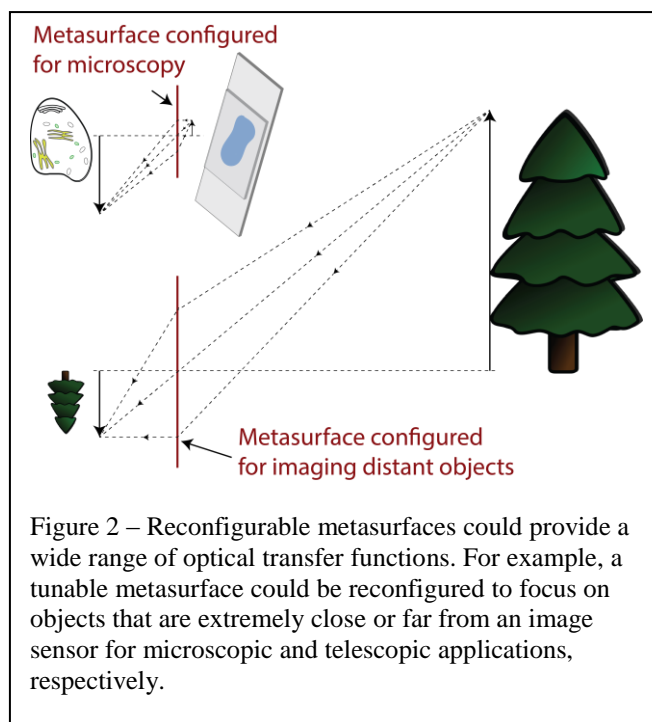 Metasurface configured
for microscopy
Metasurface configured
for imaging distant objects
Figure 2 – Reconfigurable metasurfaces could provide a
wide range of optical transfer functions. For example, a
tunable metasurface could be reconfigured to focus on
objects that are extremely close or far from an image
sensor for microscopic and telescopic applications,
respectively.